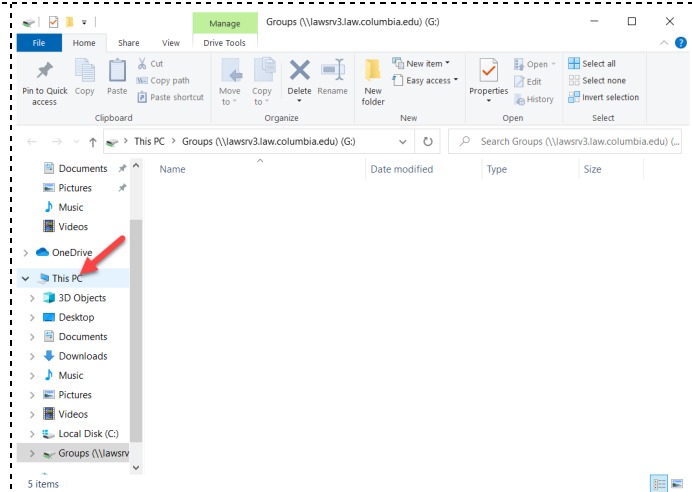 Manage
Groups (\\lawsrv3.law.columbia.edu) (G:)
File
Home
Share
View
Drive Tools
Pin to Quick access
Copy
Paste
Cut
Copy path
Paste shortcut
Clipboard
Move to
Copy to
Delete
Rename
Organize
New folder
New item
Easy access
New
Properties
Open
Edit
History
Open
Select all
Select none
Invert selection
Select
This PC > Groups (\\lawsrv3.law.columbia.edu) (G:)
Search Groups (\\lawsrv3.law.columbia.edu) (...
Name
Date modified
Type
Size
Documents
Pictures
Music
Videos
OneDrive
This PC
3D Objects
Desktop
Documents
Downloads
Music
Pictures
Videos
Local Disk (C:)
Groups (\\lawsrv
5 items